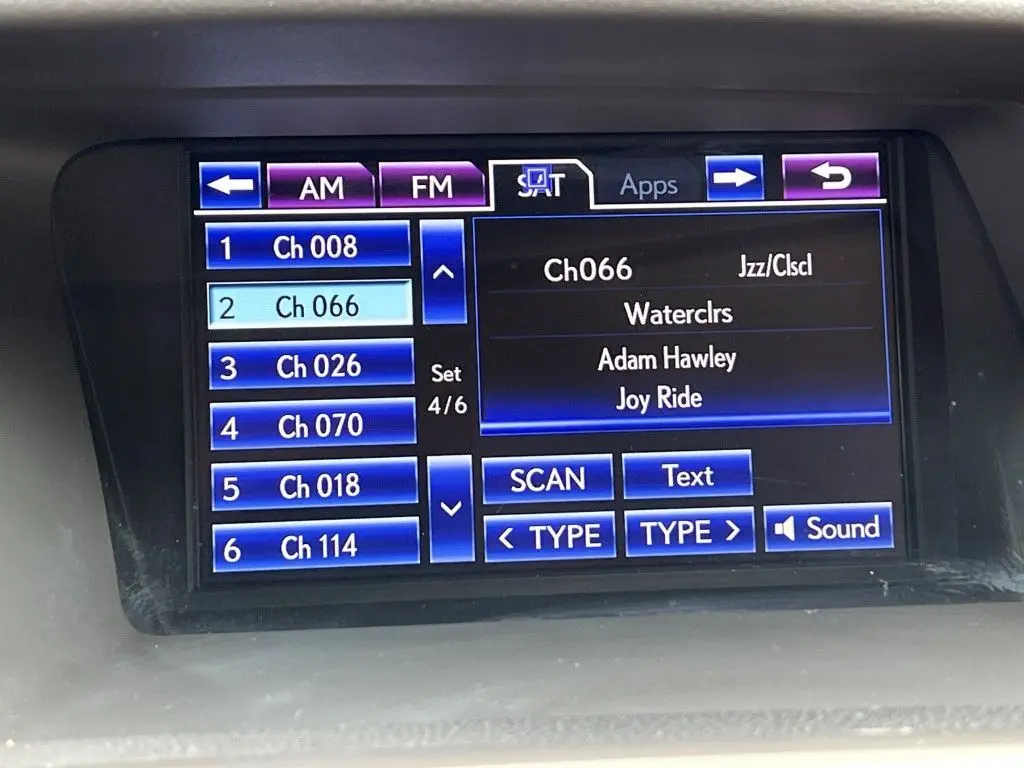 AM FM SAT Apps
1 Ch 008
2 Ch 066
3 Ch 026
4 Ch 070
5 Ch 018
6 Ch 114
Set
4/6
Ch066 Jzz/Clscl
Waterclrs
Adam Hawley
Joy Ride
SCAN Text
< TYPE TYPE > Sound